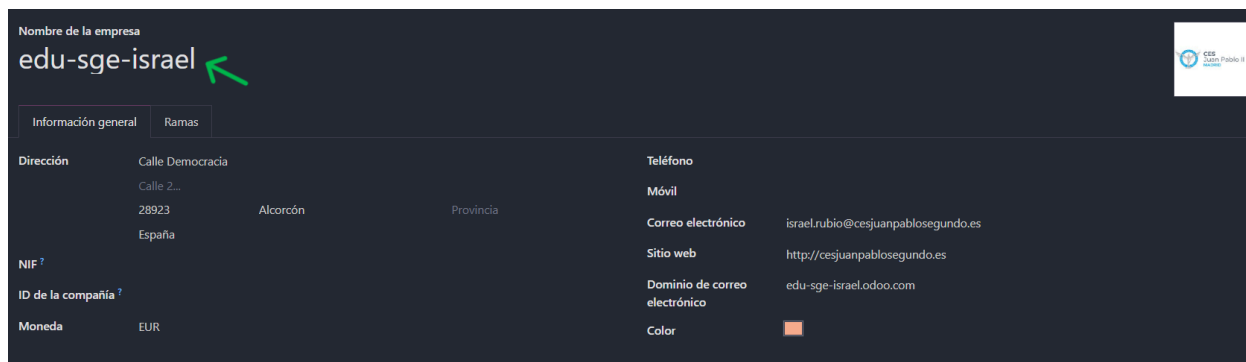 Nombre de la empresa
edu-sge-israel
CES
Juan Pablo II
MADRID
Información general Ramas
Dirección Calle Democracia
Calle 2...
28923 Alcorcón Provincia
España
NIF ?
ID de la compañía ?
Moneda EUR
Teléfono
Móvil
Correo electrónico israel.rubio@cesjuanpablosegundo.es
Sitio web http://cesjuanpablosegundo.es
Dominio de correo electrónico edu-sge-israel.odoo.com
Color